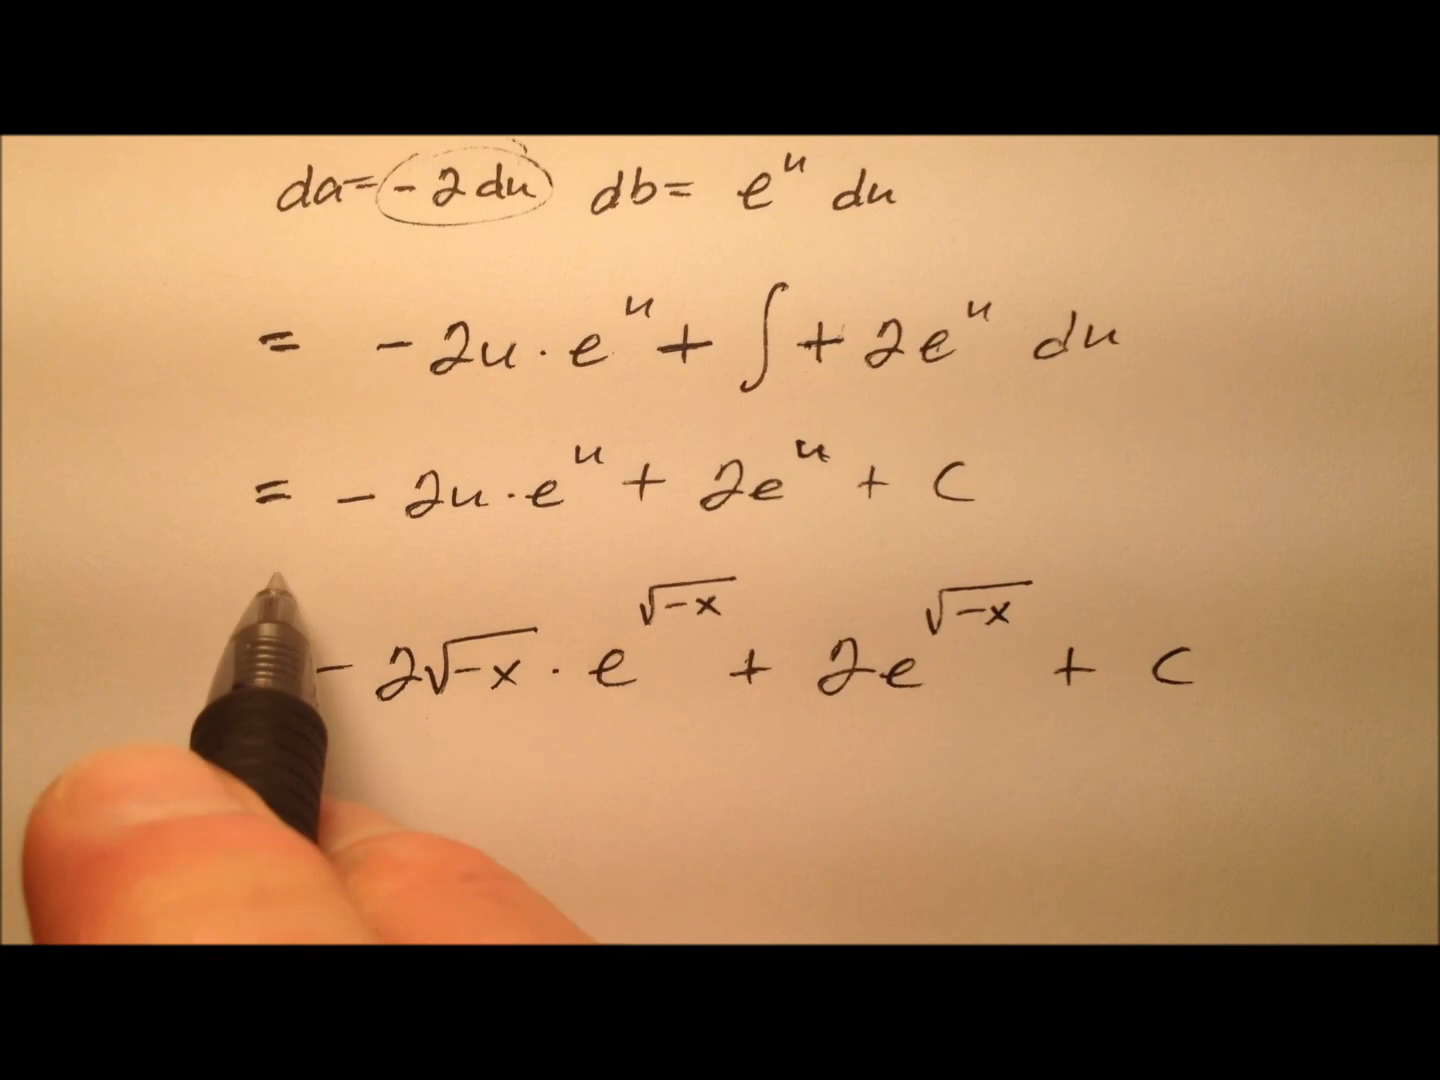 da = -2du db = e^u du
= -2u · e^u + ∫ +2e^u du
= -2u · e^u + 2e^u + C
-2√-x · e^√-x + 2e^√-x + C